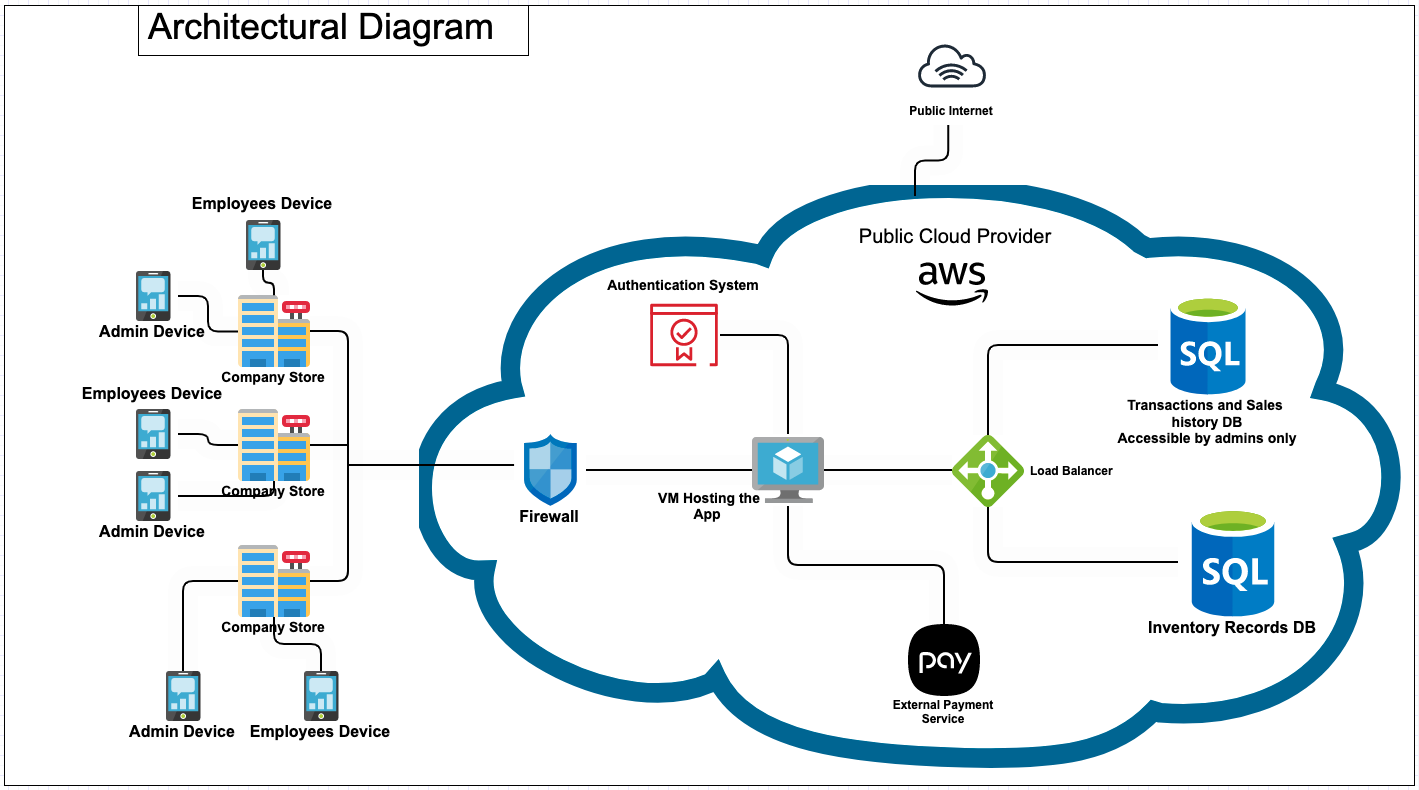 Architectural Diagram
Public Internet
Public Cloud Provider
aws
Employees Device
Admin Device
Company Store
Employees Device
Company Store
Admin Device
Company Store
Admin Device
Employees Device
Authentication System
Firewall
VM Hosting the
App
Load Balancer
SQL
Transactions and Sales
history DB
Accessible by admins only
SQL
Inventory Records DB
pay
External Payment
Service